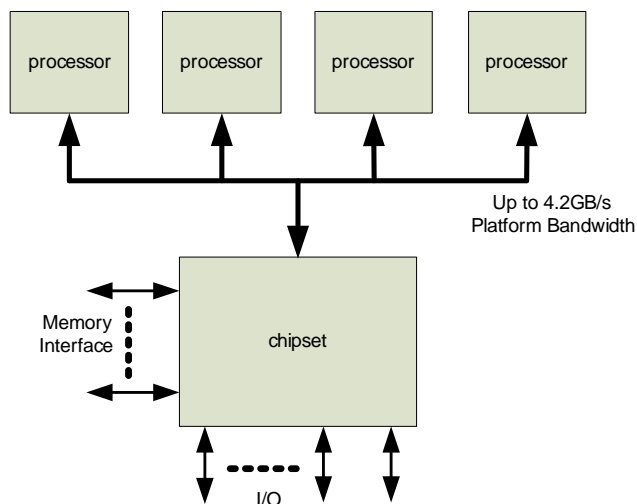 processor
processor
processor
processor
Up to 4.2GB/s
Platform Bandwidth
Memory
Interface
chipset
I/O